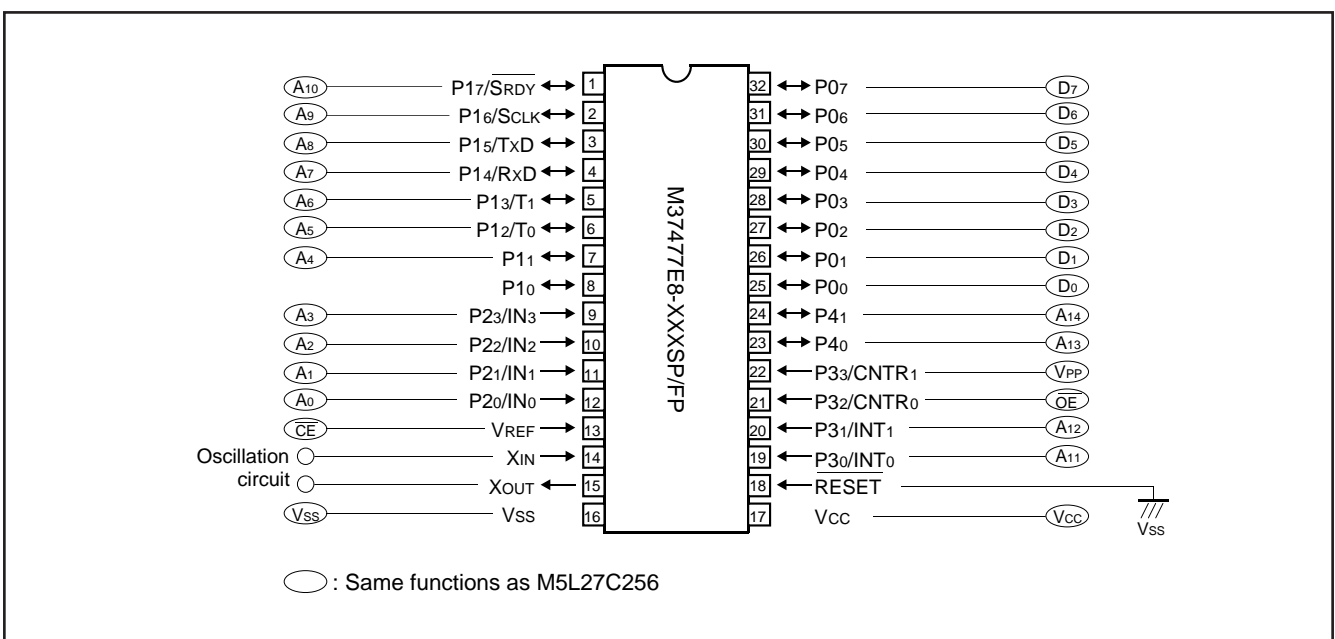 A10 P17/SRDY 1 32 P07 D7
A9 P16/SCLK 2 31 P06 D6
A8 P15/TxD 3 30 P05 D5
A7 P14/RxD 4 29 P04 D4
A6 P13/T1 5 28 P03 D3
A5 P12/T0 6 27 P02 D2
A4 P11 7 26 P01 D1
P10 8 25 P00 D0
A3 P23/IN3 9 24 P41 A14
A2 P22/IN2 10 23 P40 A13
A1 P21/IN1 11 22 P33/CNTR1 VPP
A0 P20/IN0 12 21 P32/CNTR0 OE
CE VREF 13 20 P31/INT1 A12
Oscillation XIN 14 19 P30/INT0 A11
circuit XOUT 15 18 RESET
VSS VSS 16 17 VCC VCC VSS
M37477E8-XXXSP/FP
: Same functions as M5L27C256